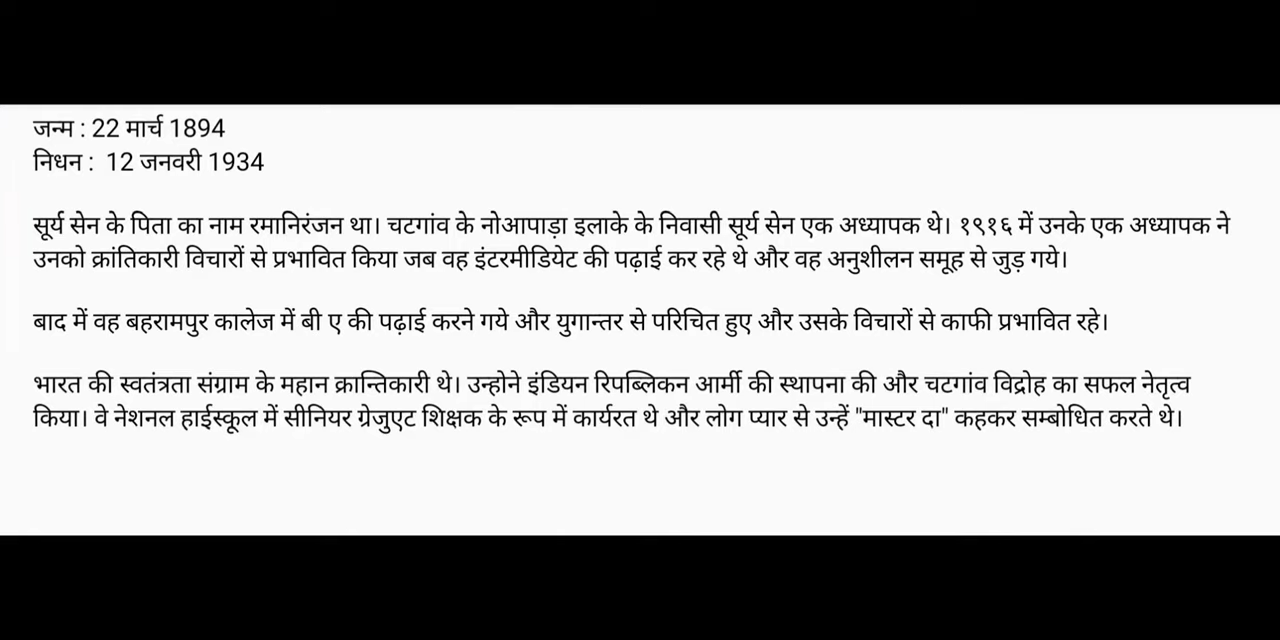 जन्म : 22 मार्च 1894
निधन :  12 जनवरी 1934
सूर्य सेन के पिता का नाम रमानिरंजन था। चटगांव के नोआपाड़ा इलाके के निवासी सूर्य सेन एक अध्यापक थे। १९१६ में उनके एक अध्यापक ने
उनको क्रांतिकारी विचारों से प्रभावित किया जब वह इंटरमीडियेट की पढ़ाई कर रहे थे और वह अनुशीलन समूह से जुड़ गये।
बाद में वह बहरामपुर कालेज में बी ए की पढ़ाई करने गये और युगान्तर से परिचित हुए और उसके विचारों से काफी प्रभावित रहे।
भारत की स्वतंत्रता संग्राम के महान क्रान्तिकारी थे। उन्होने इंडियन रिपब्लिकन आर्मी की स्थापना की और चटगांव विद्रोह का सफल नेतृत्व
किया। वे नेशनल हाईस्कूल में सीनियर ग्रेजुएट शिक्षक के रूप में कार्यरत थे और लोग प्यार से उन्हें "मास्टर दा" कहकर सम्बोधित करते थे।